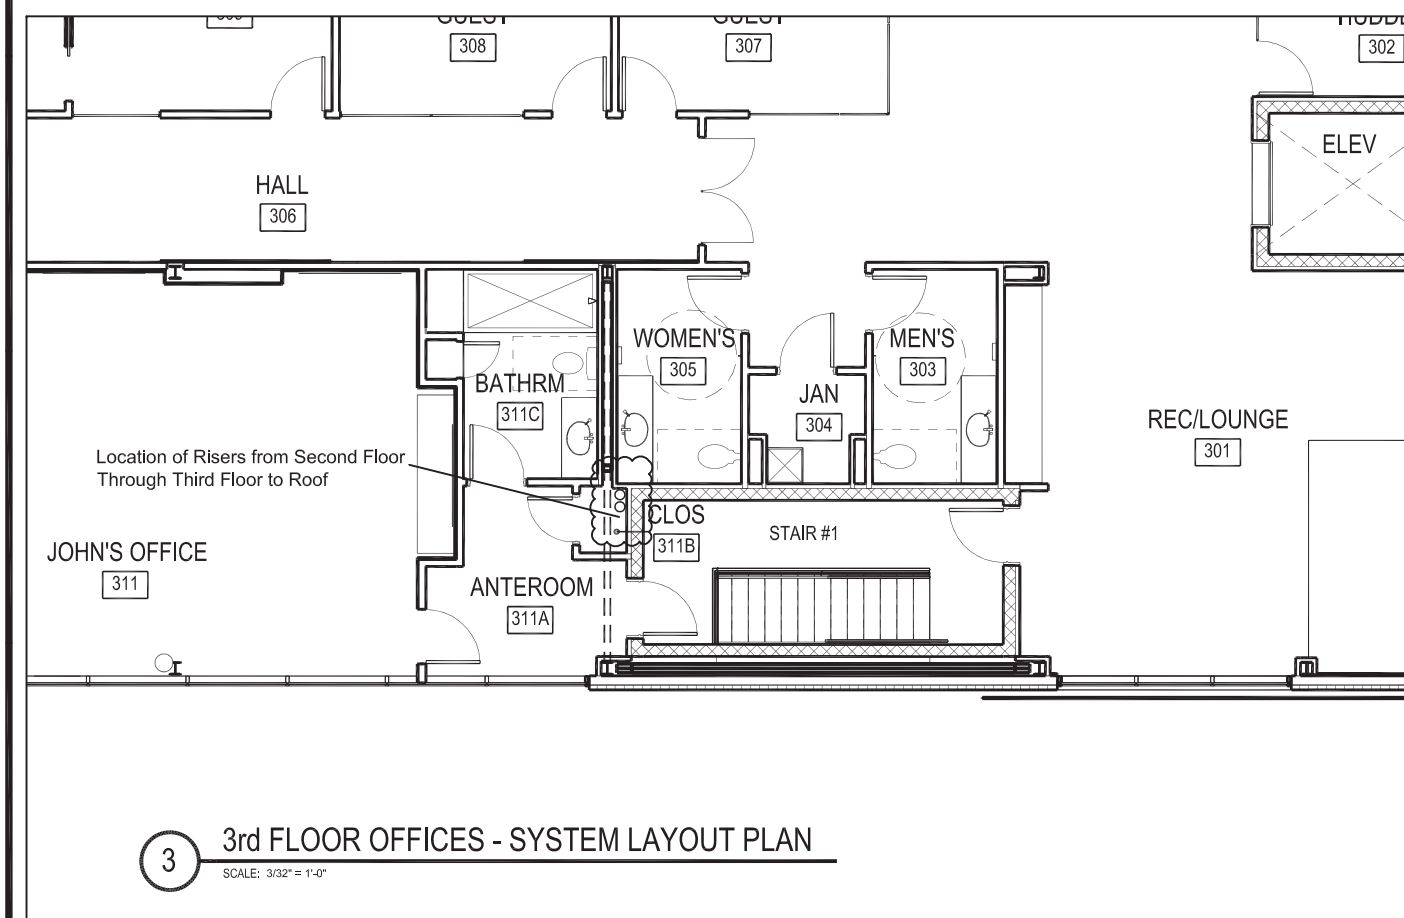 GUEST
308
GUEST
307
302
ELEV
HALL
306
WOMEN'S
305
MEN'S
303
BATHRM
311C
JAN
304
REC/LOUNGE
301
Location of Risers from Second Floor
Through Third Floor to Roof
CLOS
311B
STAIR #1
JOHN'S OFFICE
311
ANTEROOM
311A
3
3rd FLOOR OFFICES - SYSTEM LAYOUT PLAN
SCALE: 3/32" = 1'-0"